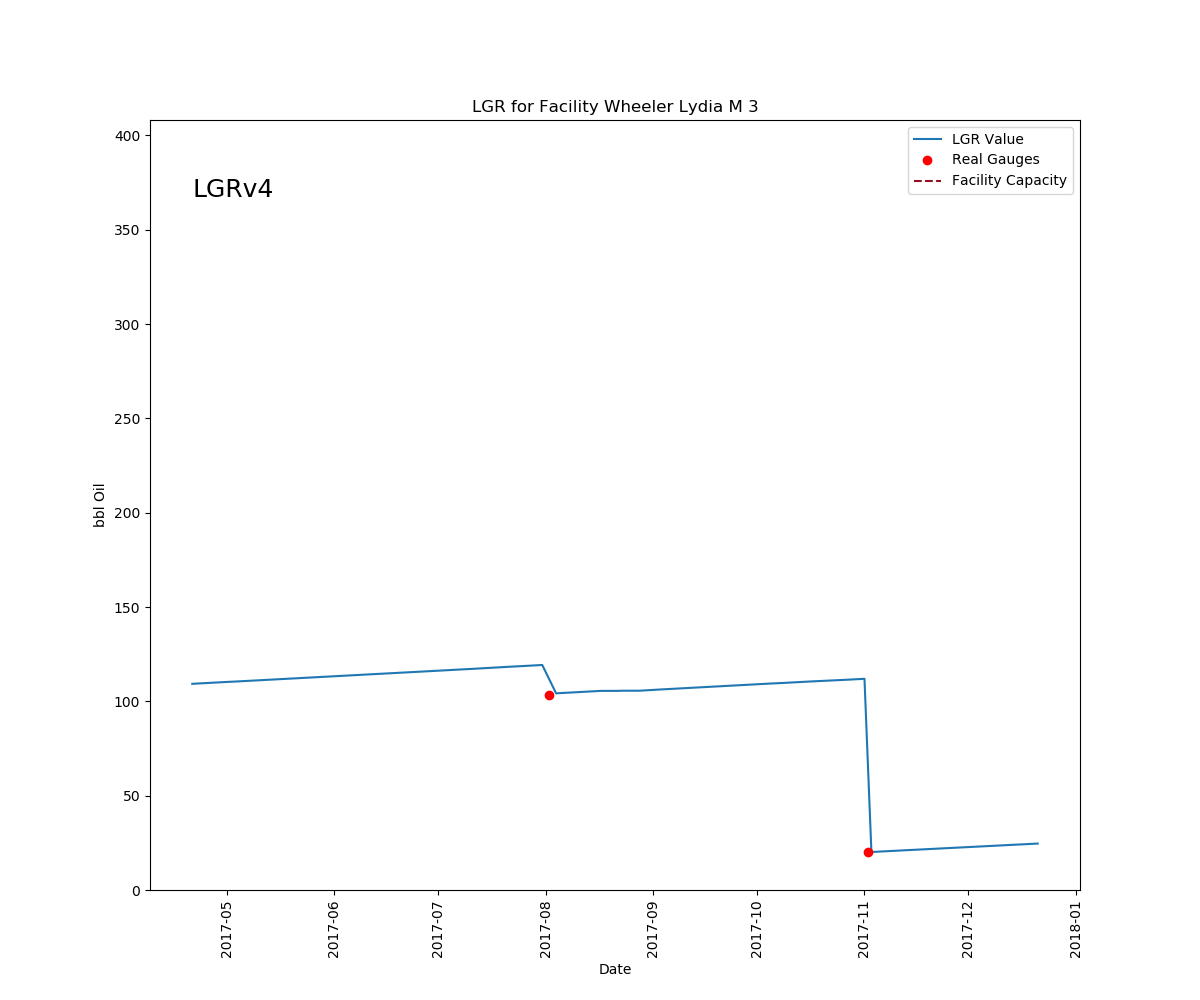 LGR for Facility Wheeler Lydia M 3
LGRv4
LGR Value
Real Gauges
Facility Capacity
bbl Oil
400
350
300
250
200
150
100
50
0
2017-05
2017-06
2017-07
2017-08
2017-09
2017-10
2017-11
2017-12
2018-01
Date